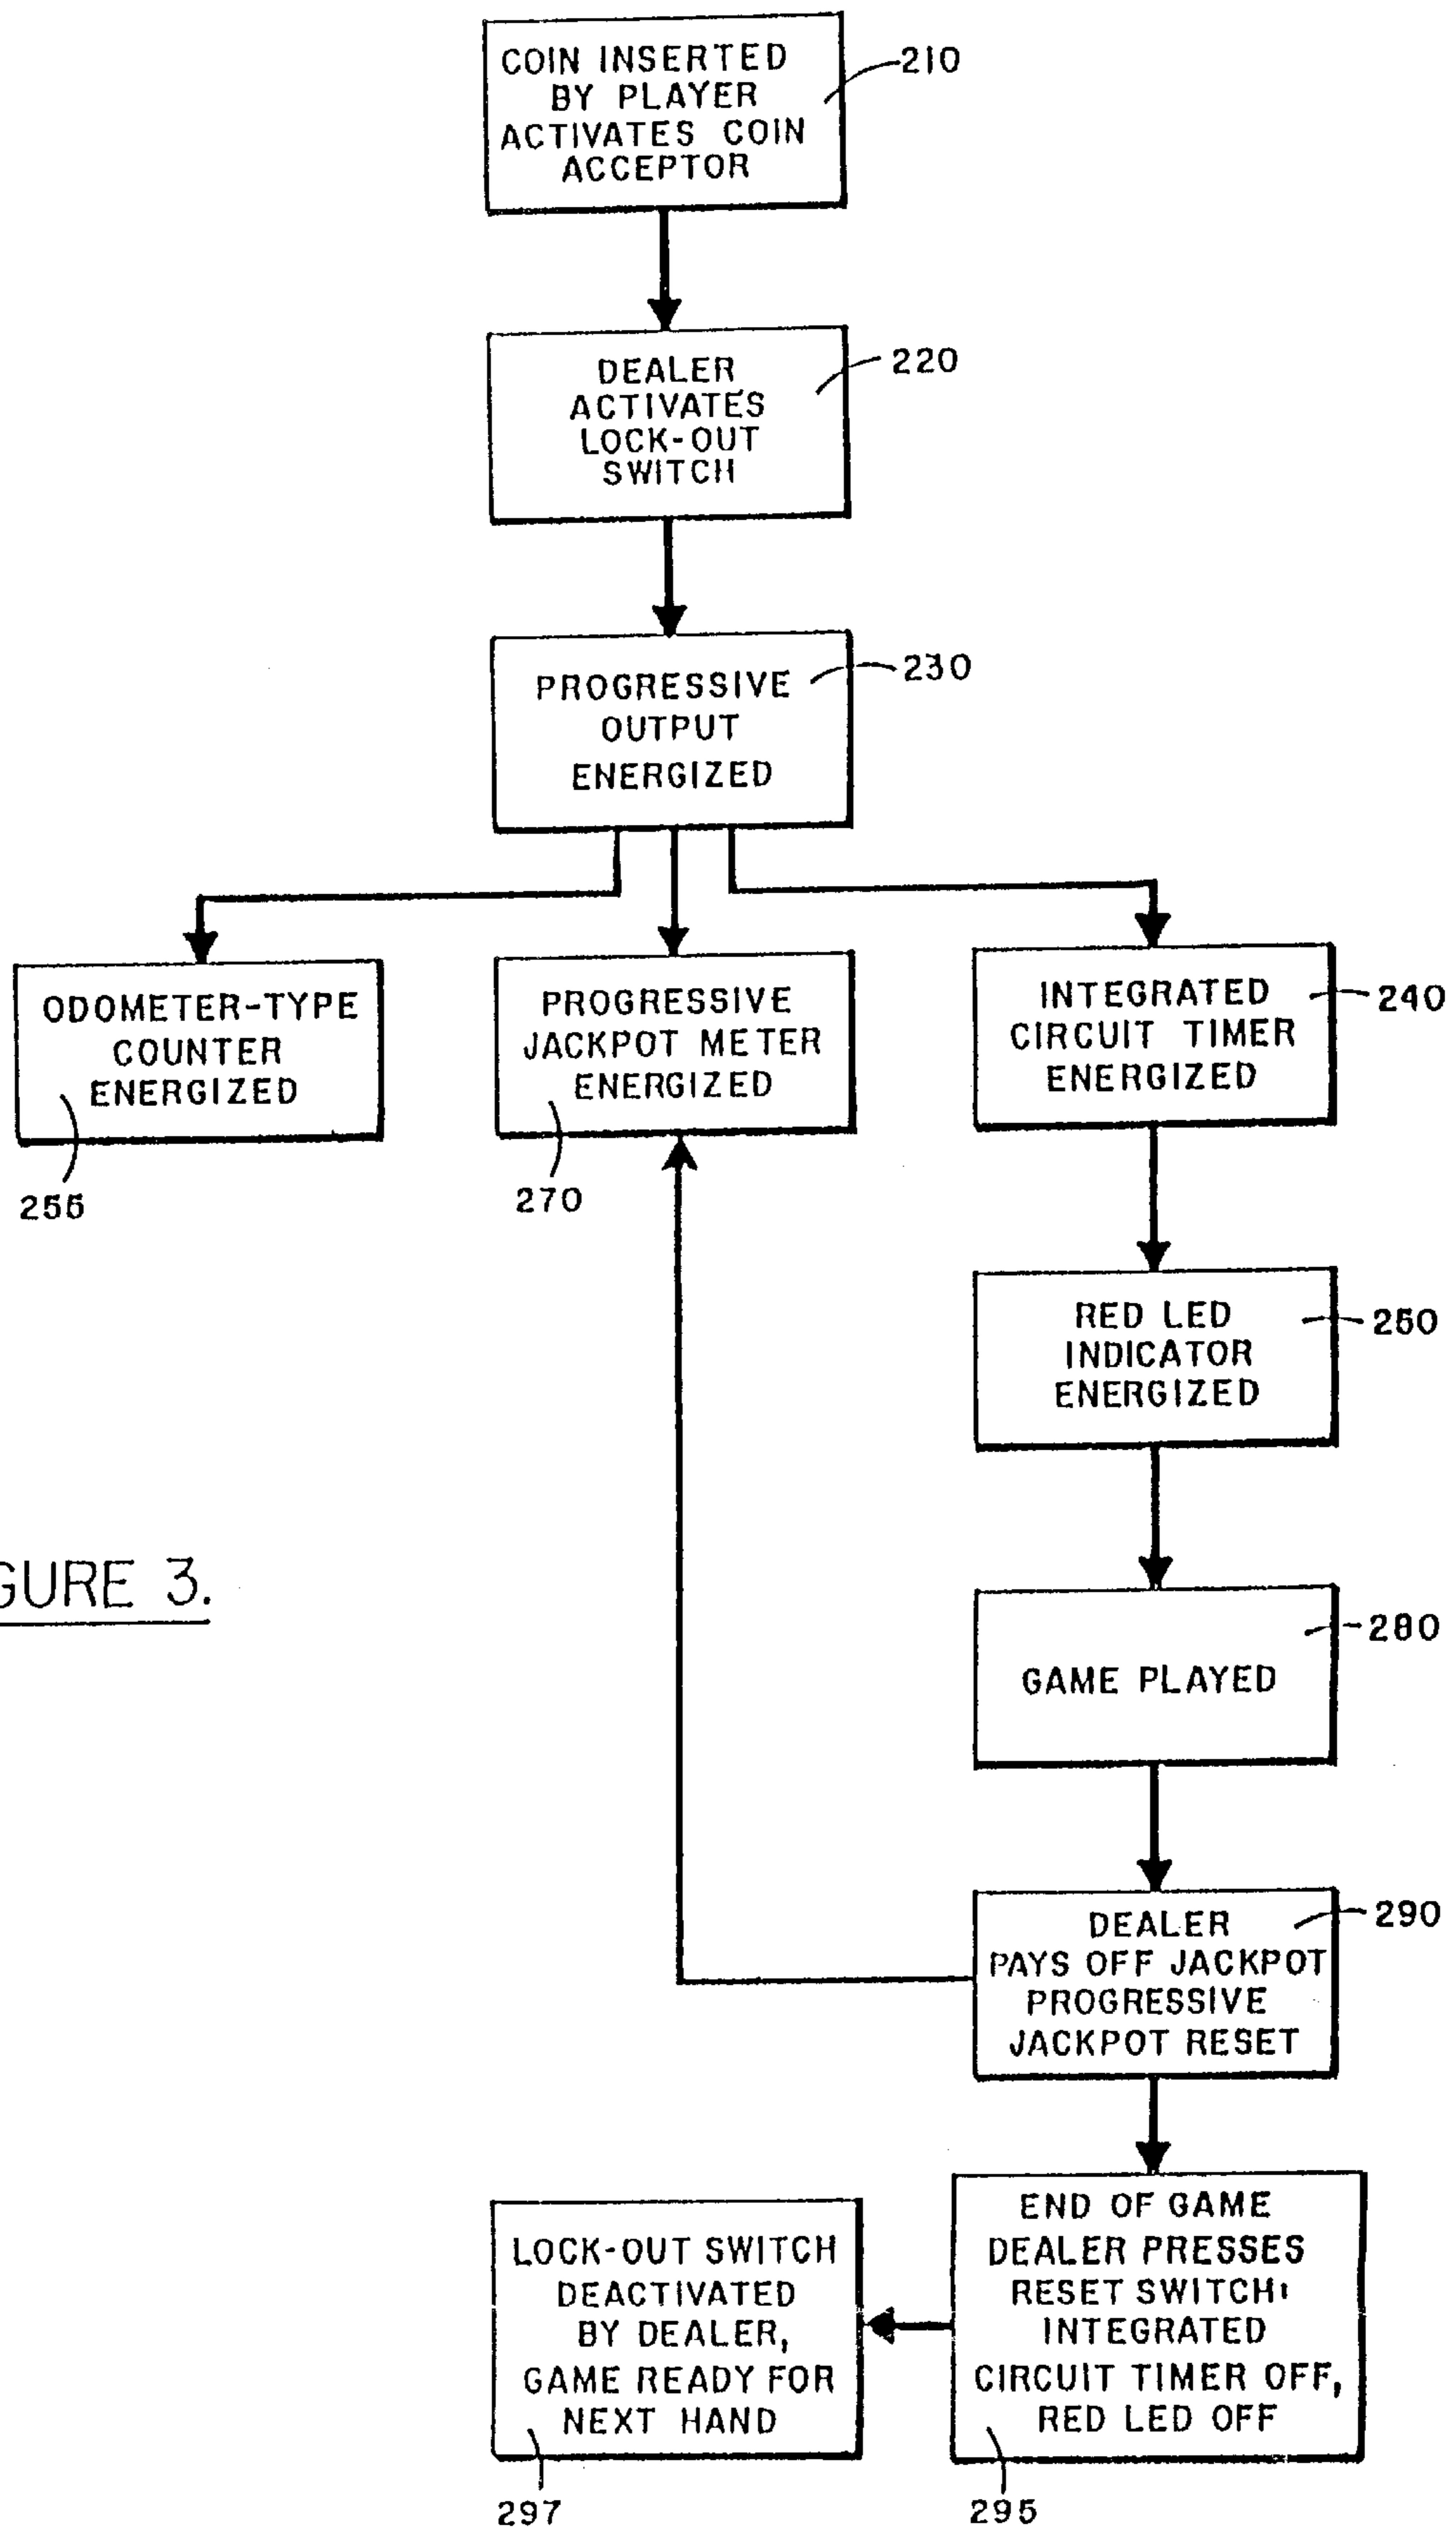 COIN INSERTED
BY PLAYER
ACTIVATES COIN
ACCEPTOR
210
DEALER
ACTIVATES
LOCK-OUT
SWITCH
220
PROGRESSIVE
OUTPUT
ENERGIZED
230
ODOMETER-TYPE
COUNTER
ENERGIZED
255
PROGRESSIVE
JACKPOT METER
ENERGIZED
270
INTEGRATED
CIRCUIT TIMER
ENERGIZED
240
RED LED
INDICATOR
ENERGIZED
250
GURE 3.
GAME PLAYED
280
DEALER
PAYS OFF JACKPOT
PROGRESSIVE
JACKPOT RESET
290
END OF GAME
DEALER PRESSES
RESET SWITCH:
INTEGRATED
CIRCUIT TIMER OFF,
RED LED OFF
295
LOCK-OUT SWITCH
DEACTIVATED
BY DEALER,
GAME READY FOR
NEXT HAND
297